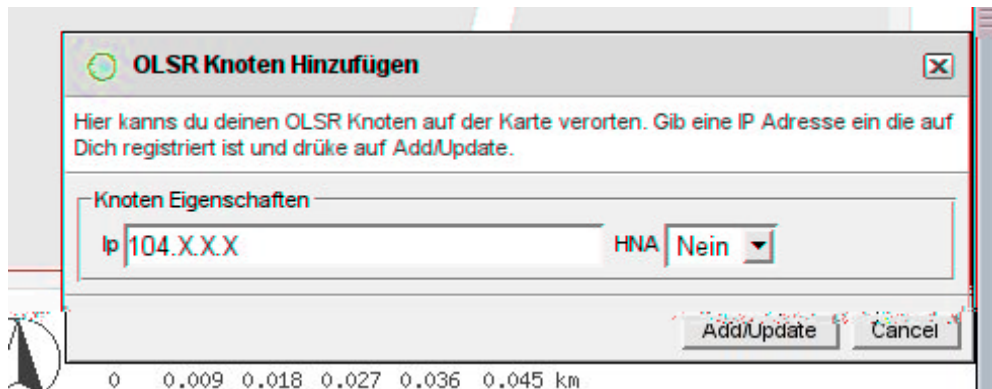 OLSR Knoten Hinzufügen
Hier kanns du deinen OLSR Knoten auf der Karte verorten. Gib eine IP Adresse ein die auf
Dich registriert ist und drüke auf Add/Update.
Knoten Eigenschaften
Ip 104.X.X.X HNA Nein
Add/Update Cancel
0 0.009 0.018 0.027 0.036 0.045 km